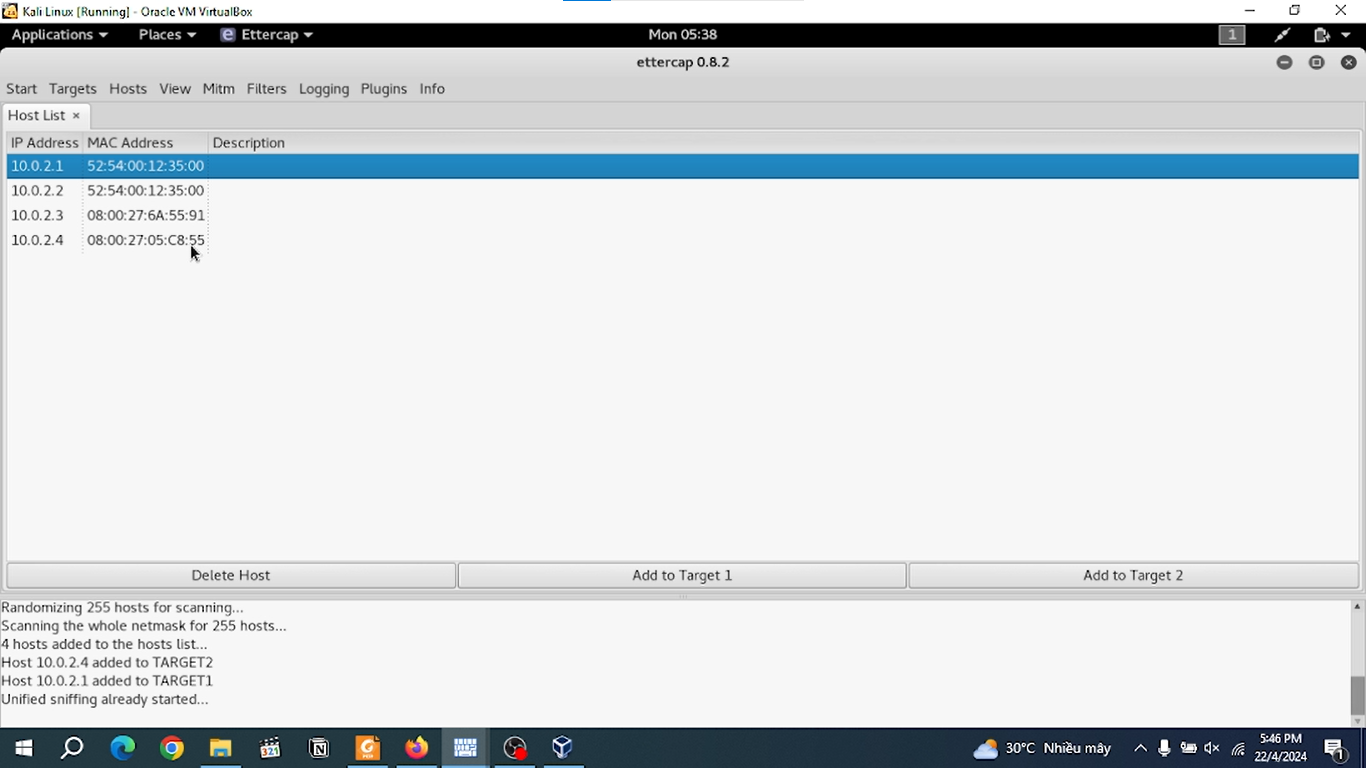 Kali Linux [Running] - Oracle VM VirtualBox
Applications Places Ettercap Mon 05:38 1
ettercap 0.8.2
Start Targets Hosts View Mitm Filters Logging Plugins Info
Host List ×
IP Address MAC Address Description
10.0.2.1 52:54:00:12:35:00
10.0.2.2 52:54:00:12:35:00
10.0.2.3 08:00:27:6A:55:91
10.0.2.4 08:00:27:05:C8:55
Delete Host Add to Target 1 Add to Target 2
Randomizing 255 hosts for scanning...
Scanning the whole netmask for 255 hosts...
4 hosts added to the hosts list...
Host 10.0.2.4 added to TARGET2
Host 10.0.2.1 added to TARGET1
Unified sniffing already started...
30°C Nhiều mây
5:46 PM
22/4/2024
1